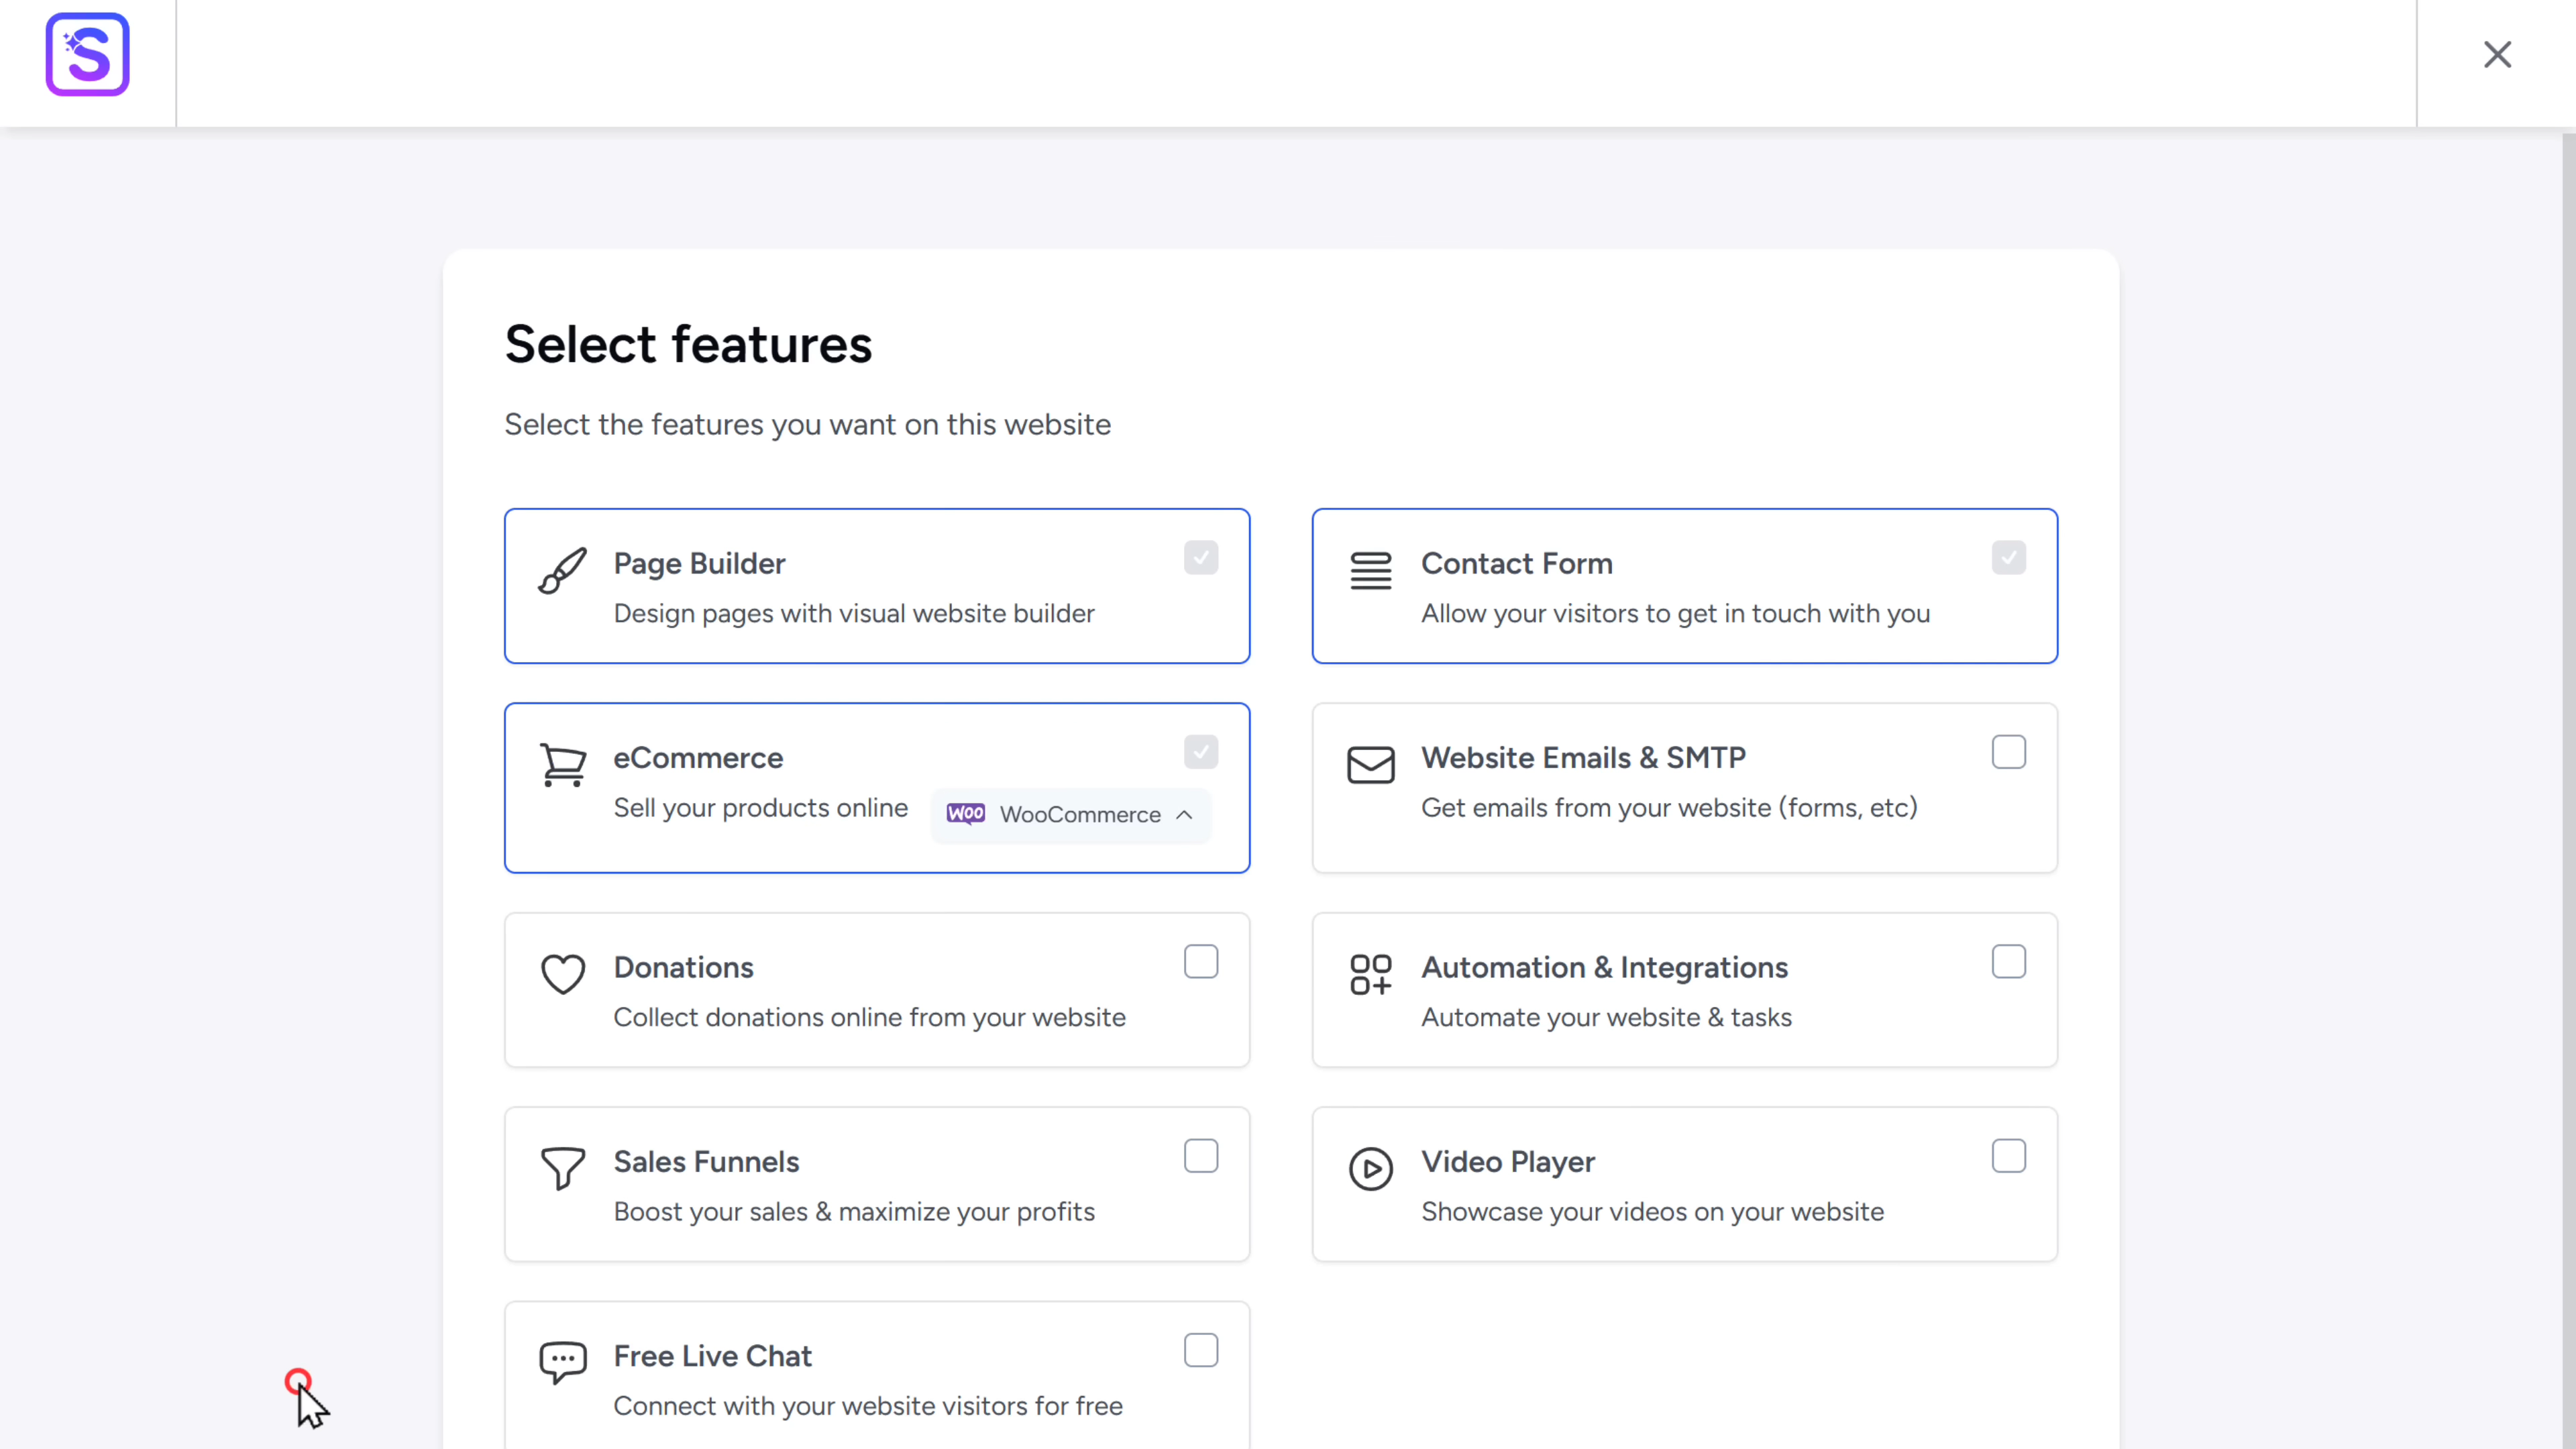 S
Select features
Select the features you want on this website
Page Builder
Design pages with visual website builder
Contact Form
Allow your visitors to get in touch with you
eCommerce
Sell your products online
Woo WooCommerce
Website Emails & SMTP
Get emails from your website (forms, etc)
Donations
Collect donations online from your website
Automation & Integrations
Automate your website & tasks
Sales Funnels
Boost your sales & maximize your profits
Video Player
Showcase your videos on your website
Free Live Chat
Connect with your website visitors for free